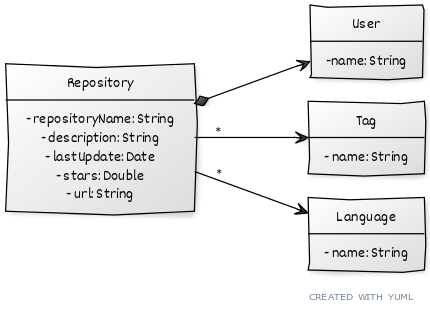 Repository
-repositoryName: String
-description: String
-lastUpdate: Date
-stars: Double
-url: String
User
-name: String
*
Tag
-name: String
*
Language
-name: String
CREATED WITH YUML